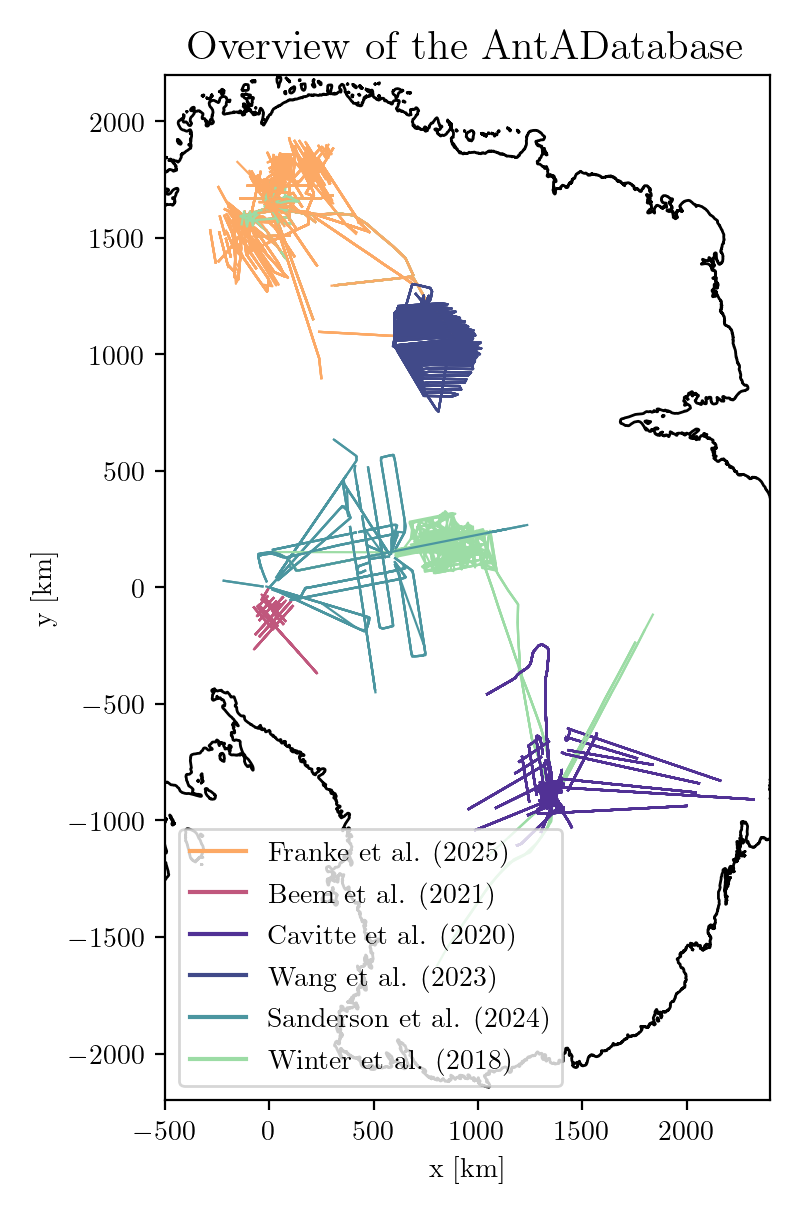 Overview of the AntADatabase
2000
1500
1000
500
0
−500
−1000
−1500
−2000
y [km]
Franke et al. (2025)
Beem et al. (2021)
Cavitte et al. (2020)
Wang et al. (2023)
Sanderson et al. (2024)
Winter et al. (2018)
−500 0 500 1000 1500 2000
x [km]